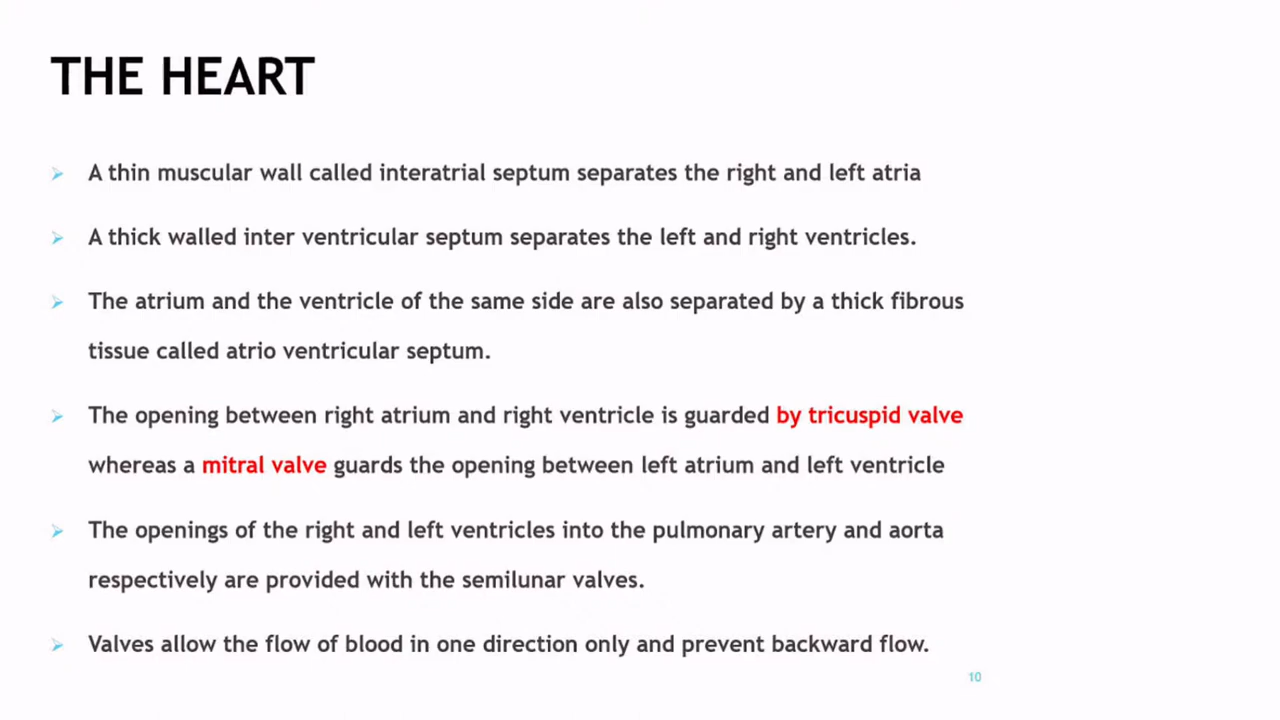 THE HEART
A thin muscular wall called interatrial septum separates the right and left atria
A thick walled inter ventricular septum separates the left and right ventricles.
The atrium and the ventricle of the same side are also separated by a thick fibrous
tissue called atrio ventricular septum.
The opening between right atrium and right ventricle is guarded by tricuspid valve
whereas a mitral valve guards the opening between left atrium and left ventricle
The openings of the right and left ventricles into the pulmonary artery and aorta
respectively are provided with the semilunar valves.
Valves allow the flow of blood in one direction only and prevent backward flow.
10